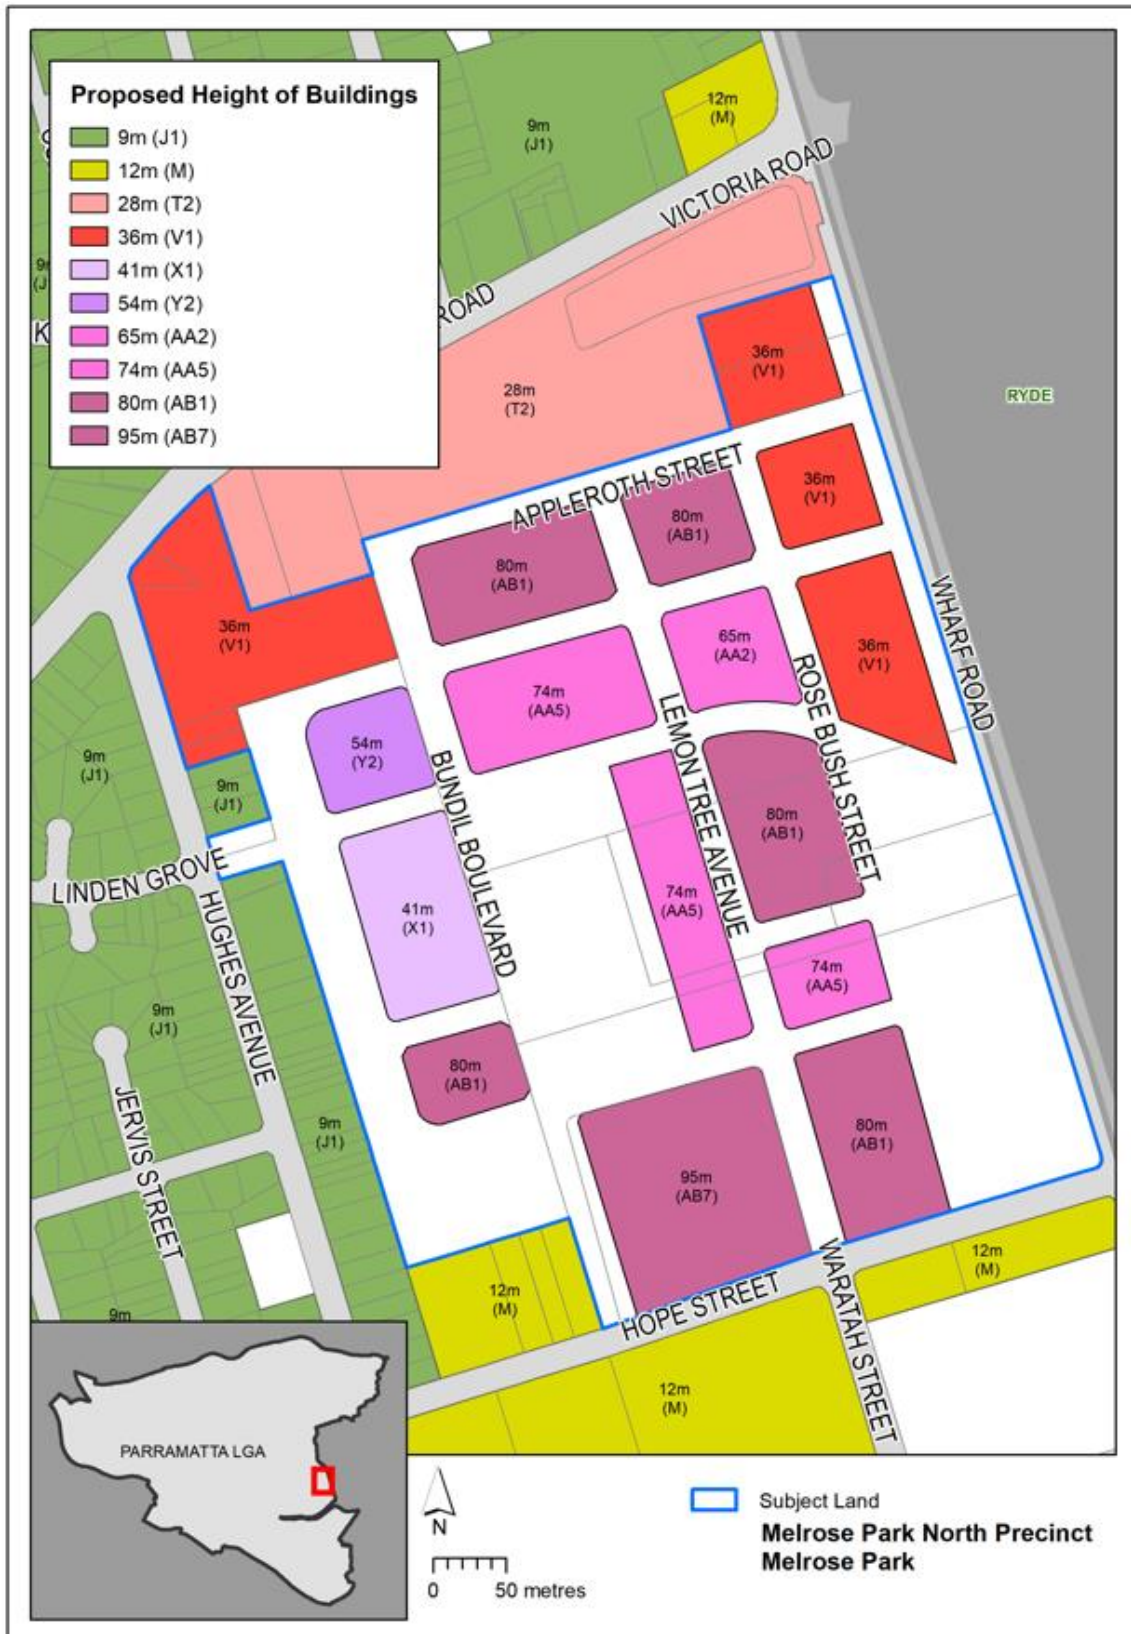 Proposed Height of Buildings
9m (J1)
12m (M)
28m (T2)
36m (V1)
41m (X1)
54m (Y2)
65m (AA2)
74m (AA5)
80m (AB1)
95m (AB7)
12m
(M)
9m
(J1)
VICTORIA ROAD
ROAD
K
36m
(V1)
28m
(T2)
RYDE
APPLEROTH STREET
36m
(V1)
80m
(AB1)
80m
(AB1)
WHARF ROAD
36m
(V1)
65m
(AA2)
36m
(V1)
ROSE BUSH STREET
74m
(AA5)
LEMON TREE AVENUE
54m
(Y2)
BUNDIL BOULEVARD
9m
(J1)
9m
(J1)
80m
(AB1)
LINDEN GROVE
HUGHES AVENUE
41m
(X1)
74m
(AA5)
74m
(AA5)
9m
(J1)
80m
(AB1)
JERVIS STREET
9m
(J1)
80m
(AB1)
95m
(AB7)
12m
(M)
12m
(M)
HOPE STREET
WARATAH STREET
9m
12m
(M)
PARRAMATTA LGA
N
0 50 metres
Subject Land
Melrose Park North Precinct
Melrose Park